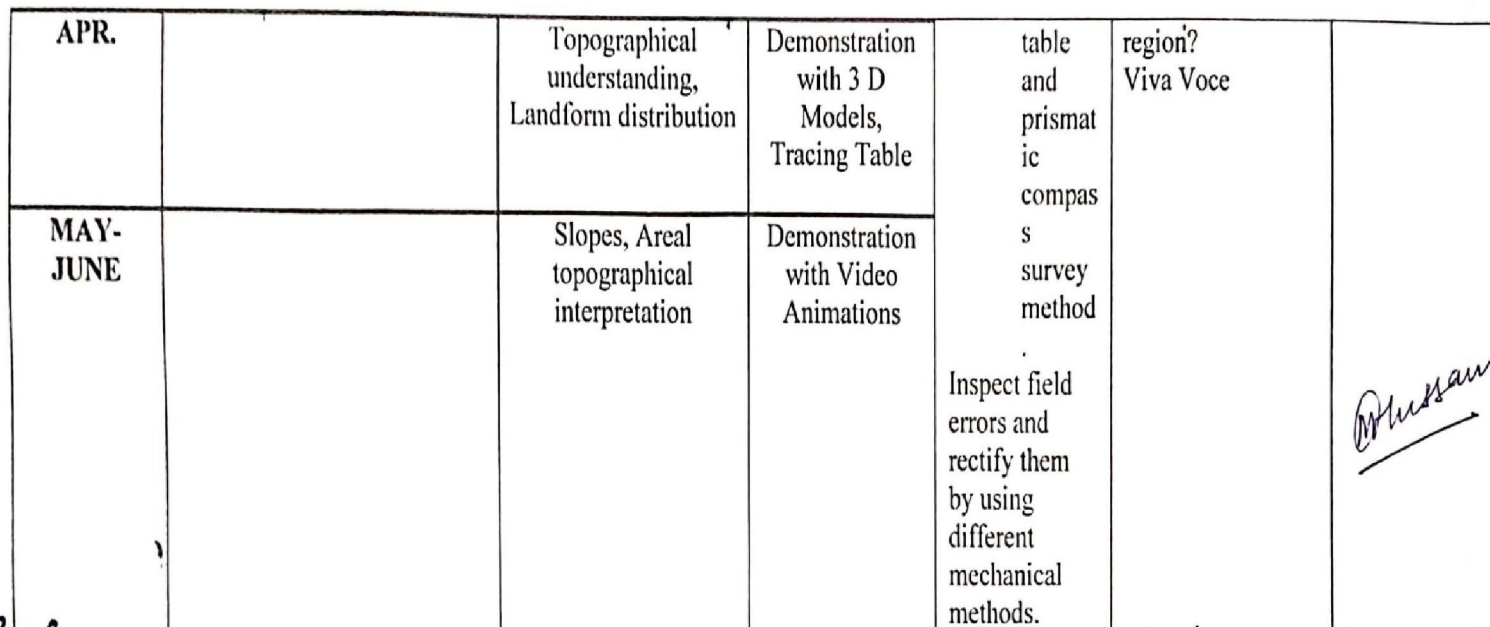 APR.
Topographical
understanding,
Landform distribution
Demonstration
with 3 D
Models,
Tracing Table
table
and
prismat
ic
compas
s
survey
method
.
Inspect field
errors and
rectify them
by using
different
mechanical
methods.
region?
Viva Voce
MAY-
JUNE
Slopes, Areal
topographical
interpretation
Demonstration
with Video
Animations